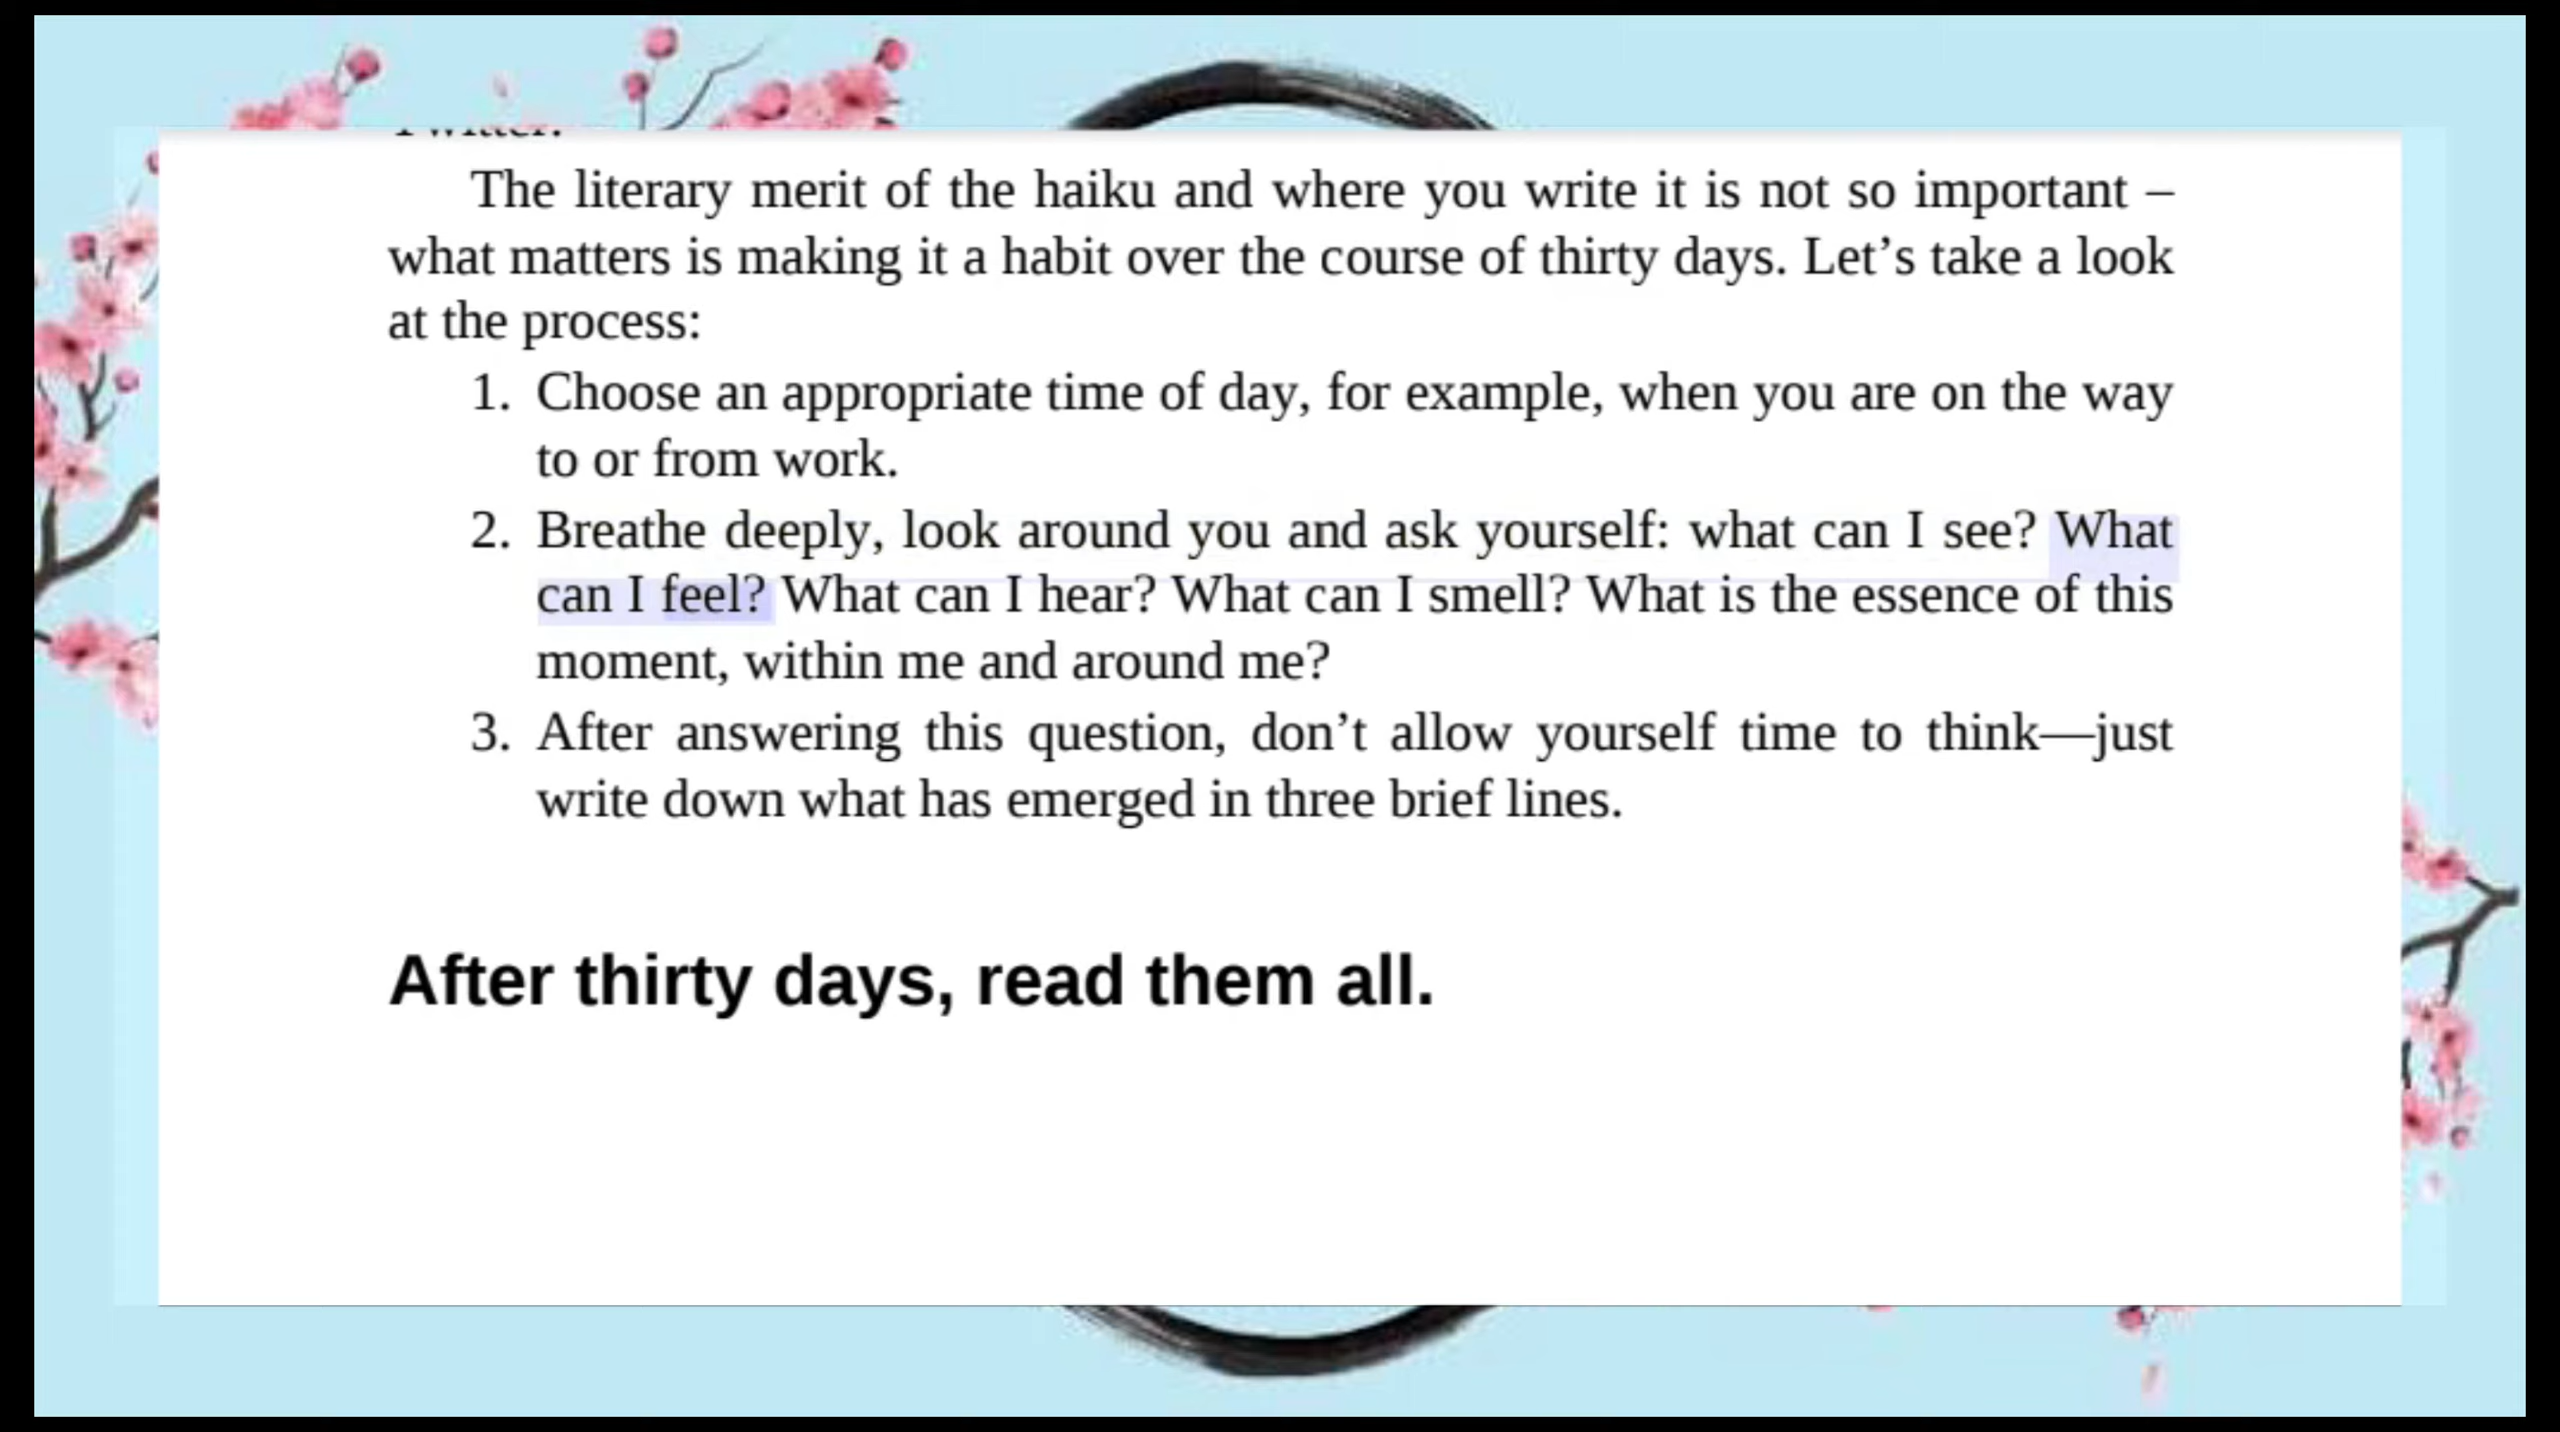 The literary merit of the haiku and where you write it is not so important –
what matters is making it a habit over the course of thirty days. Let’s take a look
at the process:
1. Choose an appropriate time of day, for example, when you are on the way
to or from work.
2. Breathe deeply, look around you and ask yourself: what can I see? What
can I feel? What can I hear? What can I smell? What is the essence of this
moment, within me and around me?
3. After answering this question, don’t allow yourself time to think—just
write down what has emerged in three brief lines.
After thirty days, read them all.